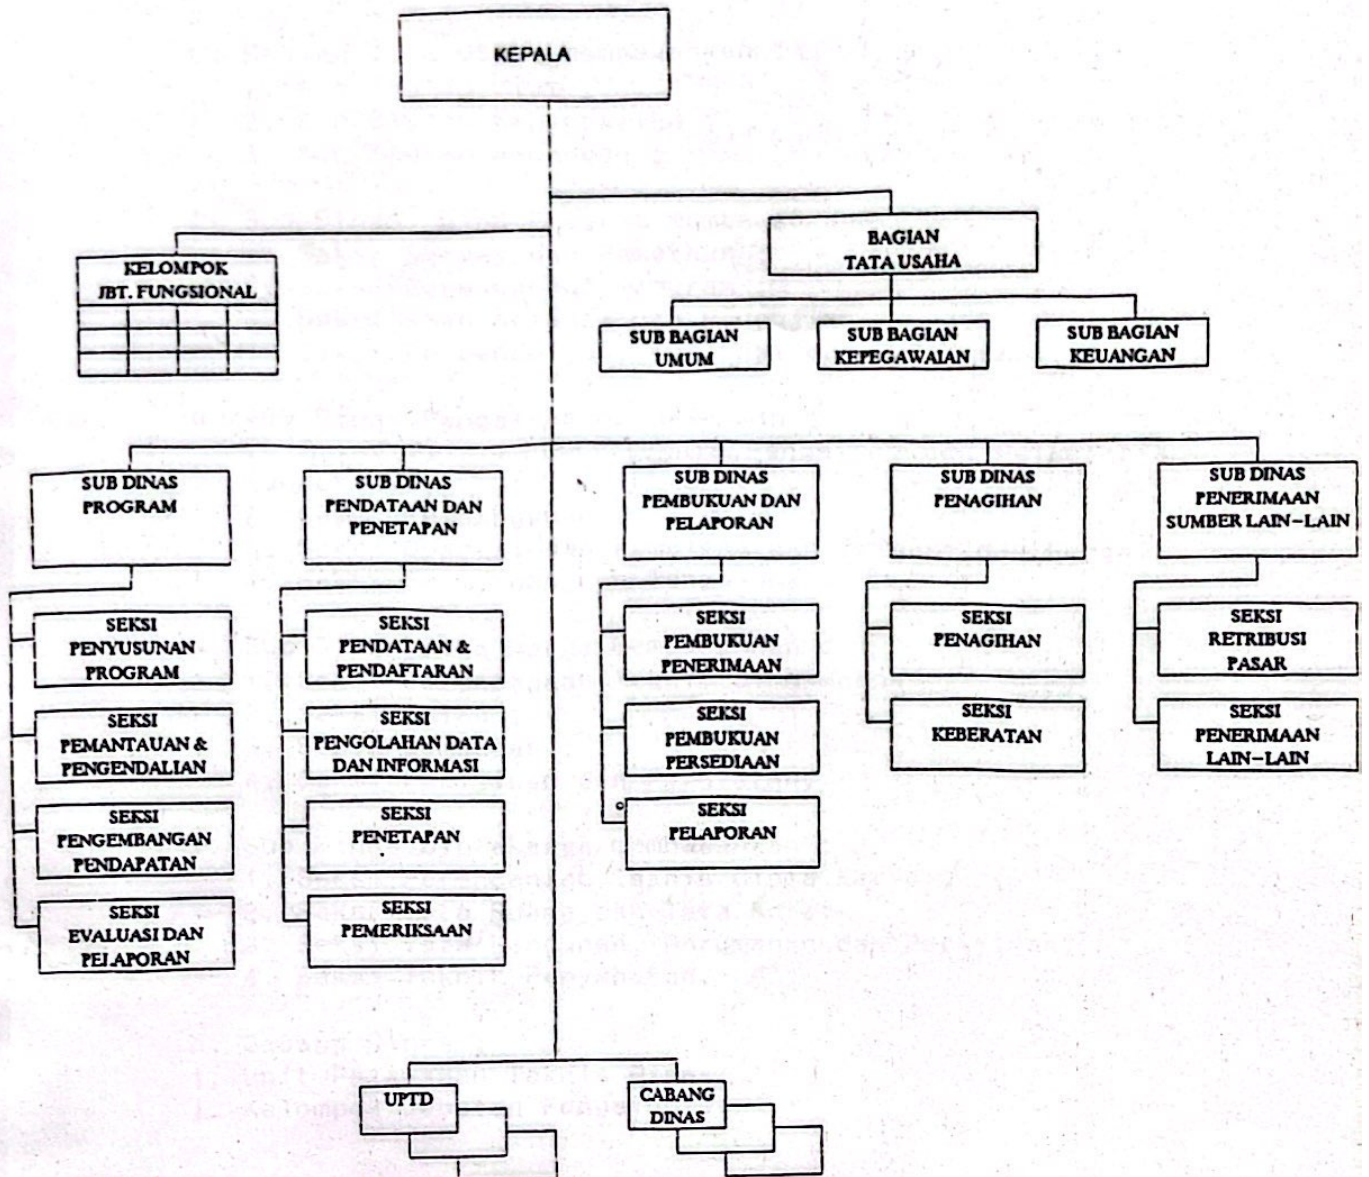 KEPALA
BAGIAN
TATA USAHA
KELOMPOK
JBT. FUNGSIONAL
SUB BAGIAN
UMUM
SUB BAGIAN
KEPEGAWAIAN
SUB BAGIAN
KEUANGAN
SUB DINAS
PROGRAM
SUB DINAS
PENDATAAN DAN
PENETAPAN
SUB DINAS
PEMBUKUAN DAN
PELAPORAN
SUB DINAS
PENAGIHAN
SUB DINAS
PENERIMAAN
SUMBER LAIN-LAIN
SEKSI
PENYUSUNAN
PROGRAM
SEKSI
PENDATAAN &
PENDAFTARAN
SEKSI
PEMBUKUAN
PENERIMAAN
SEKSI
PENAGIHAN
SEKSI
RETRIBUSI
PASAR
SEKSI
PEMANTAUAN &
PENGENDALIAN
SEKSI
PENGOLAHAN DATA
DAN INFORMASI
SEKSI
PEMBUKUAN
PERSEDIAAN
SEKSI
KEBERATAN
SEKSI
PENERIMAAN
LAIN-LAIN
SEKSI
PENGEMBANGAN
PENDAPATAN
SEKSI
PENETAPAN
SEKSI
PELAPORAN
SEKSI
EVALUASI DAN
PELAPORAN
SEKSI
PEMERIKSAAN
UPTD
CABANG
DINAS